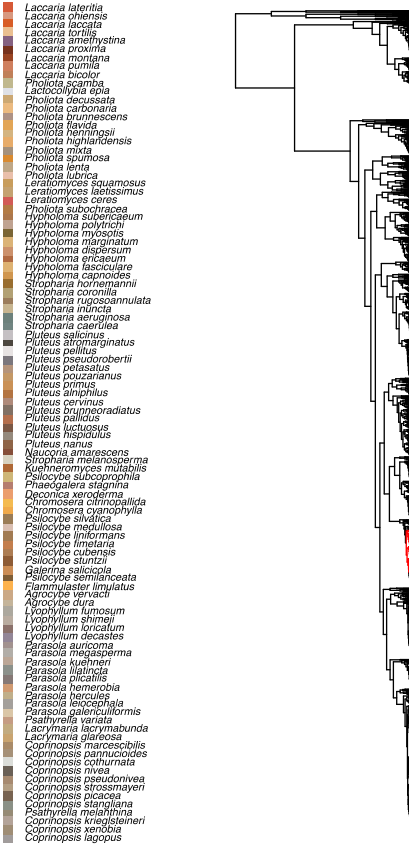 Laccaria lateritia
Laccaria ohiensis
Laccaria laccata
Laccaria tortilis
Laccaria amethystina
Laccaria proxima
Laccaria montana
Laccaria pumila
Laccaria bicolor
Pholiota scamba
Lactocollybia epia
Pholiota decussata
Pholiota carbonaria
Pholiota brunnescens
Pholiota flavida
Pholiota henningsii
Pholiota highlandensis
Pholiota mixta
Pholiota spumosa
Pholiota lenta
Pholiota lubrica
Leratiomyces squamosus
Leratiomyces laetissimus
Leratiomyces ceres
Pholiota subochracea
Hypholoma subericaeum
Hypholoma polytrichi
Hypholoma myosotis
Hypholoma marginatum
Hypholoma dispersum
Hypholoma ericaeum
Hypholoma fasciculare
Hypholoma capnoides
Stropharia hornemannii
Stropharia coronilla
Stropharia rugosoannulata
Stropharia inuncta
Stropharia aeruginosa
Stropharia caerulea
Pluteus salicinus
Pluteus atromarginatus
Pluteus pellitus
Pluteus pseudorobertii
Pluteus petasatus
Pluteus pouzarianus
Pluteus primus
Pluteus alniphilus
Pluteus cervinus
Pluteus brunneoradiatus
Pluteus pallidus
Pluteus luctuosus
Pluteus hispidulus
Pluteus nanus
Naucoria amarescens
Stropharia melanosperma
Kuehneromyces mutabilis
Psilocybe subcoprophila
Phaeogalera stagnina
Deconica xeroderma
Chromosera citrinopallida
Chromosera cyanophylla
Psilocybe silvatica
Psilocybe medullosa
Psilocybe liniformans
Psilocybe fimetaria
Psilocybe cubensis
Psilocybe stuntzii
Galerina salicicola
Psilocybe semilanceata
Flammulaster limulatus
Agrocybe vervacti
Agrocybe dura
Lyophyllum fumosum
Lyophyllum shimeji
Lyophyllum loricatum
Lyophyllum decastes
Parasola auricoma
Parasola megasperma
Parasola kuehneri
Parasola lilatincta
Parasola plicatilis
Parasola hemerobia
Parasola hercules
Parasola leiocephala
Parasola galericuliformis
Psathyrella variata
Lacrymaria lacrymabunda
Lacrymaria glareosa
Coprinopsis marcescibilis
Coprinopsis pannucioides
Coprinopsis cothurnata
Coprinopsis nivea
Coprinopsis pseudonivea
Coprinopsis strossmayeri
Coprinopsis picacea
Coprinopsis stangliana
Psathyrella melanthina
Coprinopsis krieglsteineri
Coprinopsis xenobia
Coprinopsis lagopus